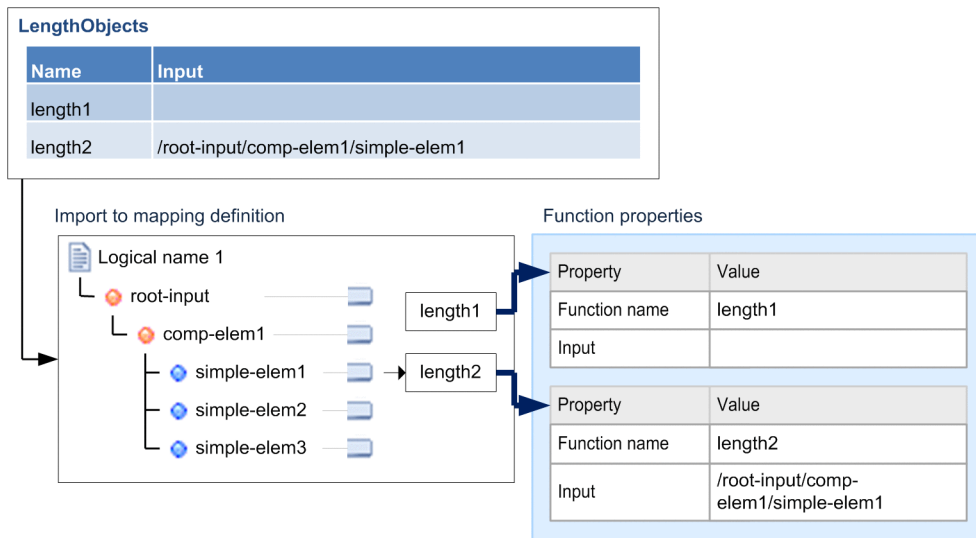 LengthObjects
Name Input
length1
length2 /root-input/comp-elem1/simple-elem1
Import to mapping definition
Function properties
Logical name 1
root-input
comp-elem1
simple-elem1
simple-elem2
simple-elem3
length1
length2
Property Value
Function name length1
Input
Property Value
Function name length2
Input /root-input/comp-
elem1/simple-elem1